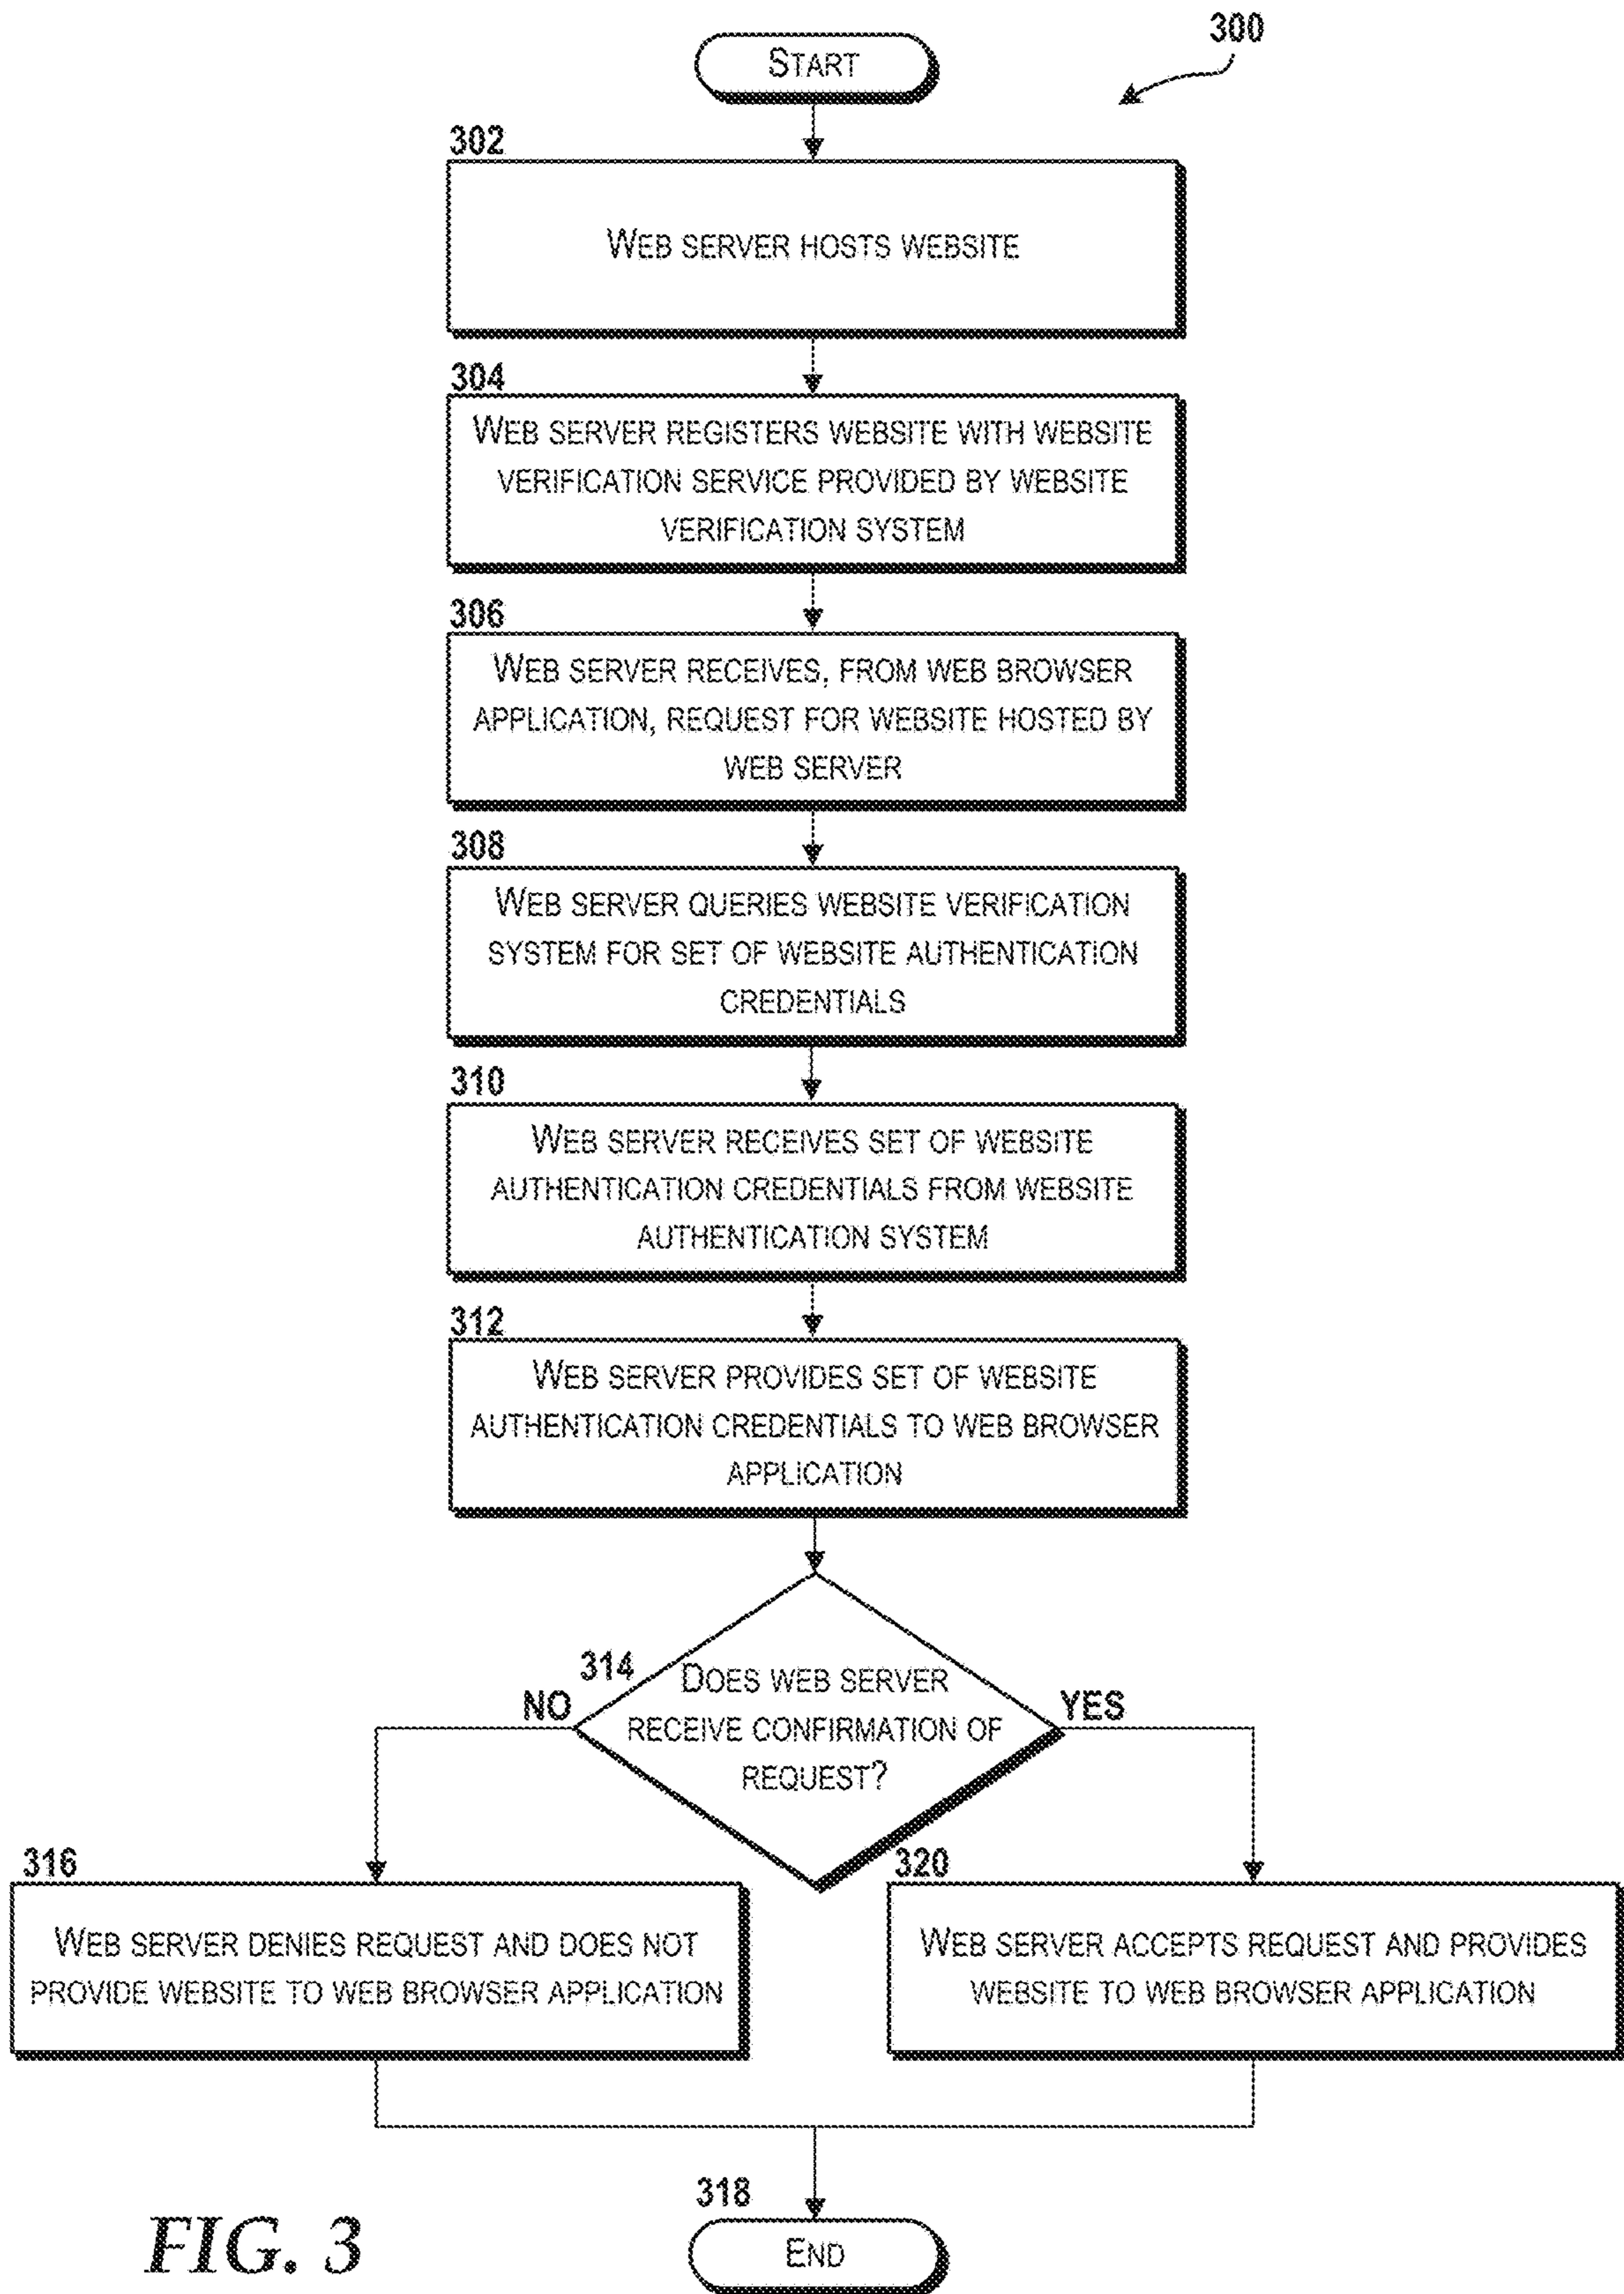 300
START
302
WEB SERVER HOSTS WEBSITE
304
WEB SERVER REGISTERS WEBSITE WITH WEBSITE
VERIFICATION SERVICE PROVIDED BY WEBSITE
VERIFICATION SYSTEM
306
WEB SERVER RECEIVES, FROM WEB BROWSER
APPLICATION, REQUEST FOR WEBSITE HOSTED BY
WEB SERVER
308
WEB SERVER QUERIES WEBSITE VERIFICATION
SYSTEM FOR SET OF WEBSITE AUTHENTICATION
CREDENTIALS
310
WEB SERVER RECEIVES SET OF WEBSITE
AUTHENTICATION CREDENTIALS FROM WEBSITE
AUTHENTICATION SYSTEM
312
WEB SERVER PROVIDES SET OF WEBSITE
AUTHENTICATION CREDENTIALS TO WEB BROWSER
APPLICATION
314
DOES WEB SERVER
RECEIVE CONFIRMATION OF
REQUEST?
NO
YES
316
WEB SERVER DENIES REQUEST AND DOES NOT
PROVIDE WEBSITE TO WEB BROWSER APPLICATION
320
WEB SERVER ACCEPTS REQUEST AND PROVIDES
WEBSITE TO WEB BROWSER APPLICATION
318
END
FIG. 3